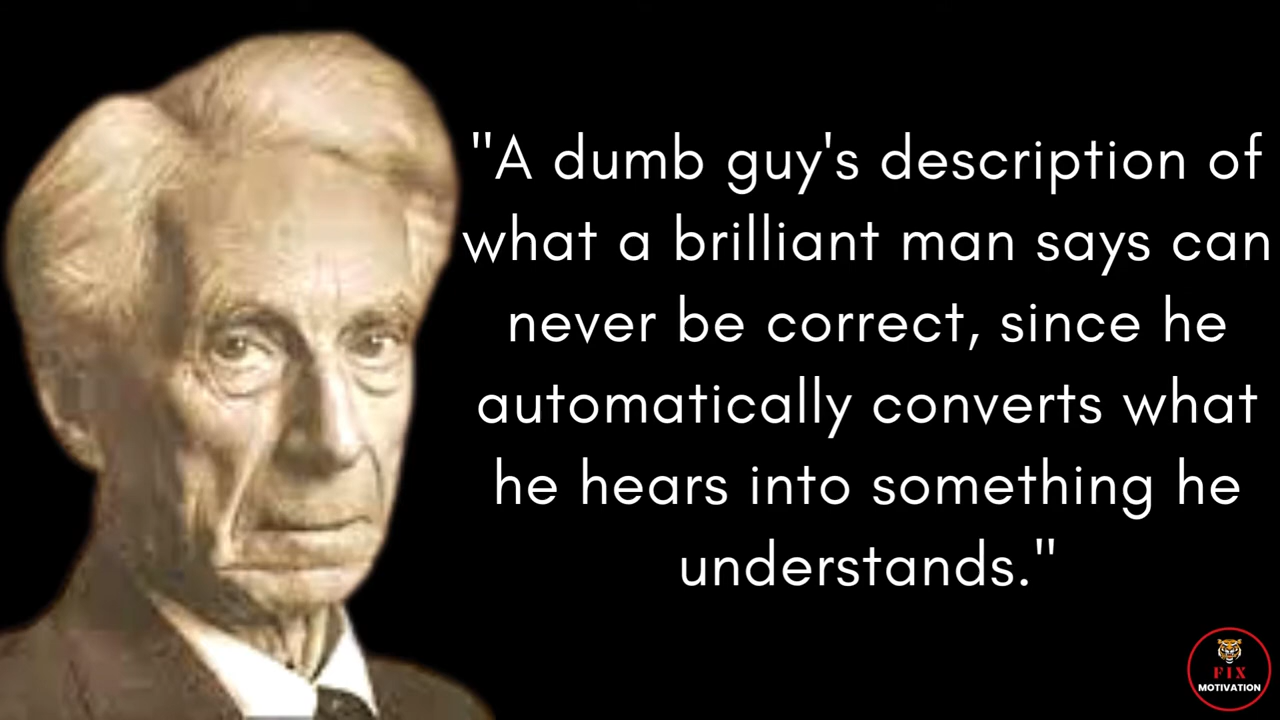 "A dumb guy's description of
what a brilliant man says can
never be correct, since he
automatically converts what
he hears into something he
understands."
FIX
MOTIVATION